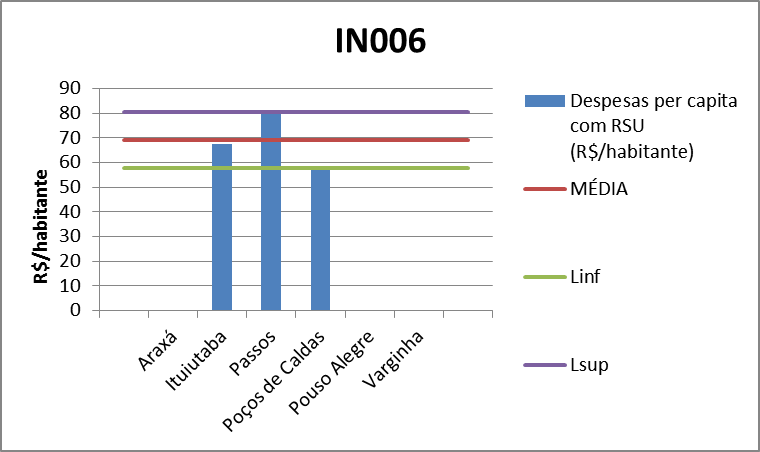 IN006
R$/habitante
90
80
70
60
50
40
30
20
10
0
Araxá
Ituiutaba
Passos
Poços de Caldas
Pouso Alegre
Varginha
Despesas per capita
com RSU
(R$/habitante)
MÉDIA
Linf
Lsup